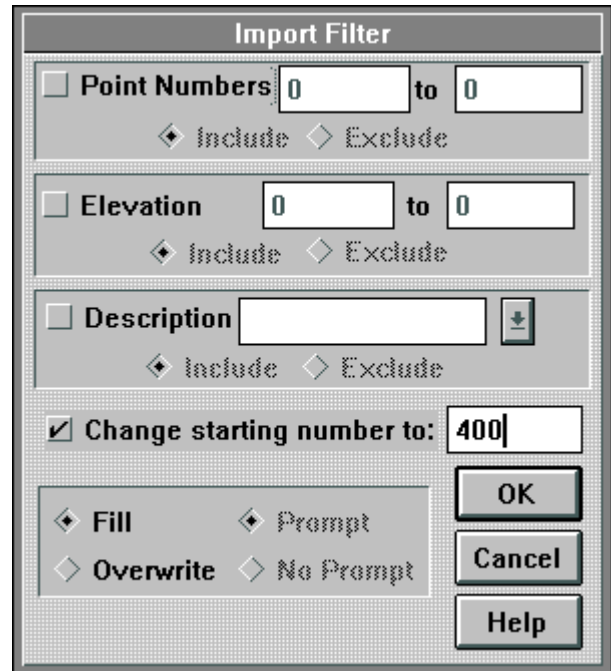 Import Filter
Point Numbers 0 to 0
Include Exclude
Elevation 0 to 0
Include Exclude
Description
Include Exclude
Change starting number to: 400
OK
Fill Prompt
Cancel
Overwrite No Prompt
Help